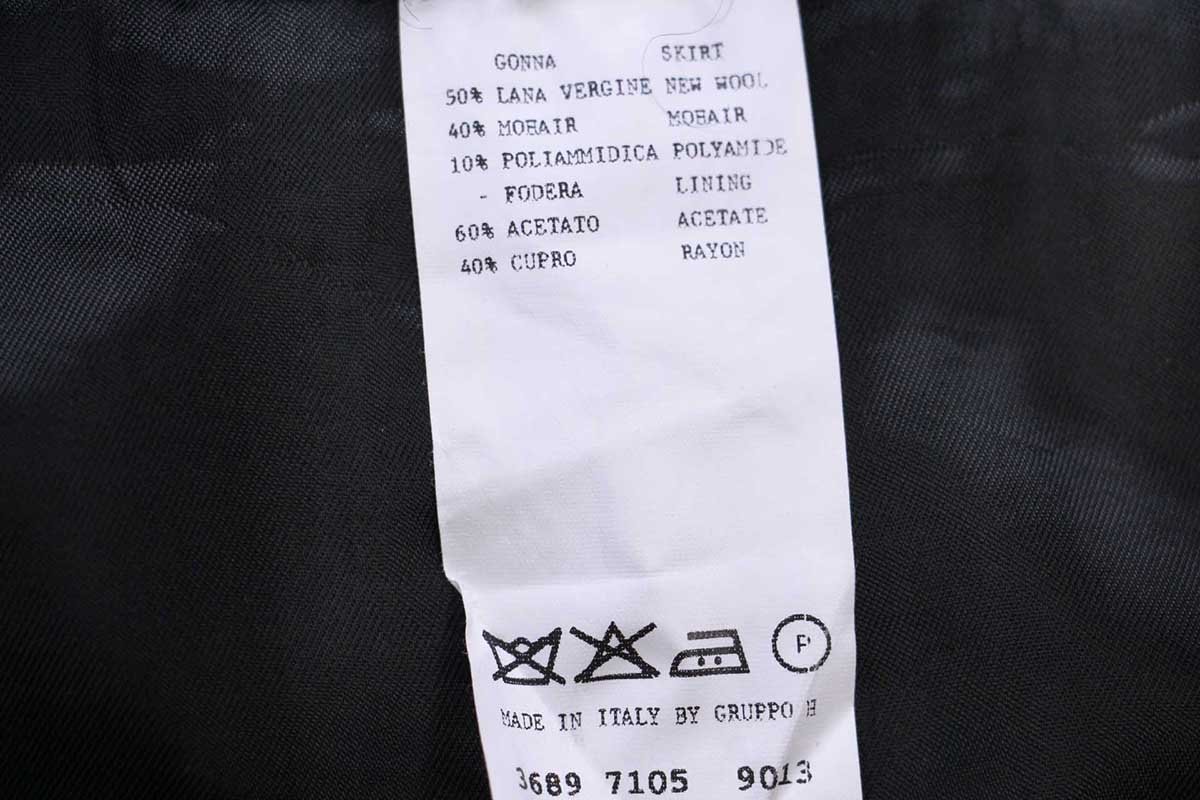 GONNA SKIRT
50% LANA VERGINE NEW WOOL
40% MOHAIR MOHAIR
10% POLIAMMIDICA POLYAMIDE
- FODERA LINING
60% ACETATO ACETATE
40% CUPRO RAYON
P
MADE IN ITALY BY GRUPPO H
3689 7105 9013